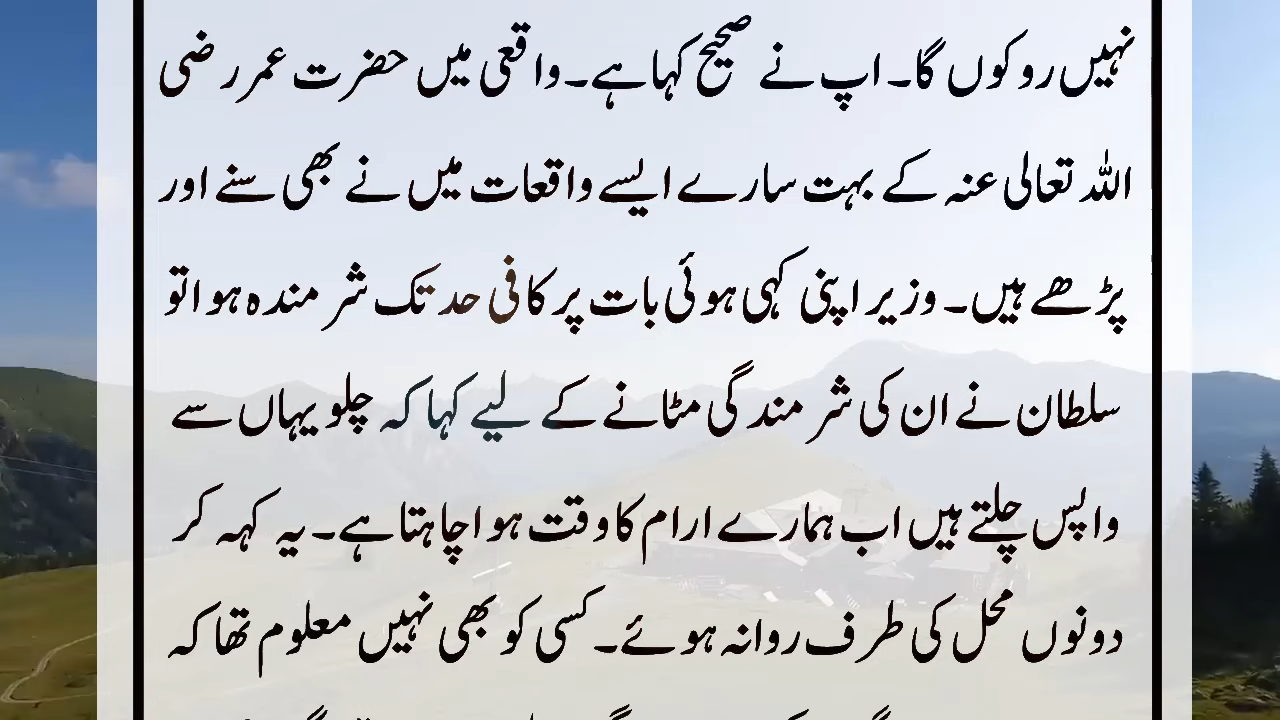 نہیں روکوں گا۔ اپ نے صحیح کہا ہے۔ واقعی میں حضرت عمر رضی
اللہ تعالی عنہ کے بہت سارے ایسے واقعات میں نے بھی سنے اور
پڑھے ہیں۔ وزیر اپنی کہی ہوئی بات پر کافی حد تک شرمندہ ہوا تو
سلطان نے ان کی شرمندگی مٹانے کے لیے کہا کہ چلو یہاں سے
واپس چلتے ہیں اب ہمارے ارام کا وقت ہوا چاہتا ہے۔ یہ کہہ کر
دونوں محل کی طرف روانہ ہوئے۔ کسی کو بھی نہیں معلوم تھا کہ